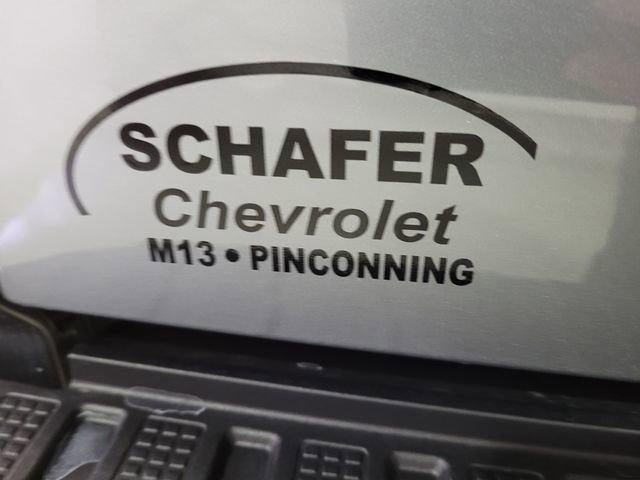 SCHAFER
Chevrolet
M13 • PINCONNING